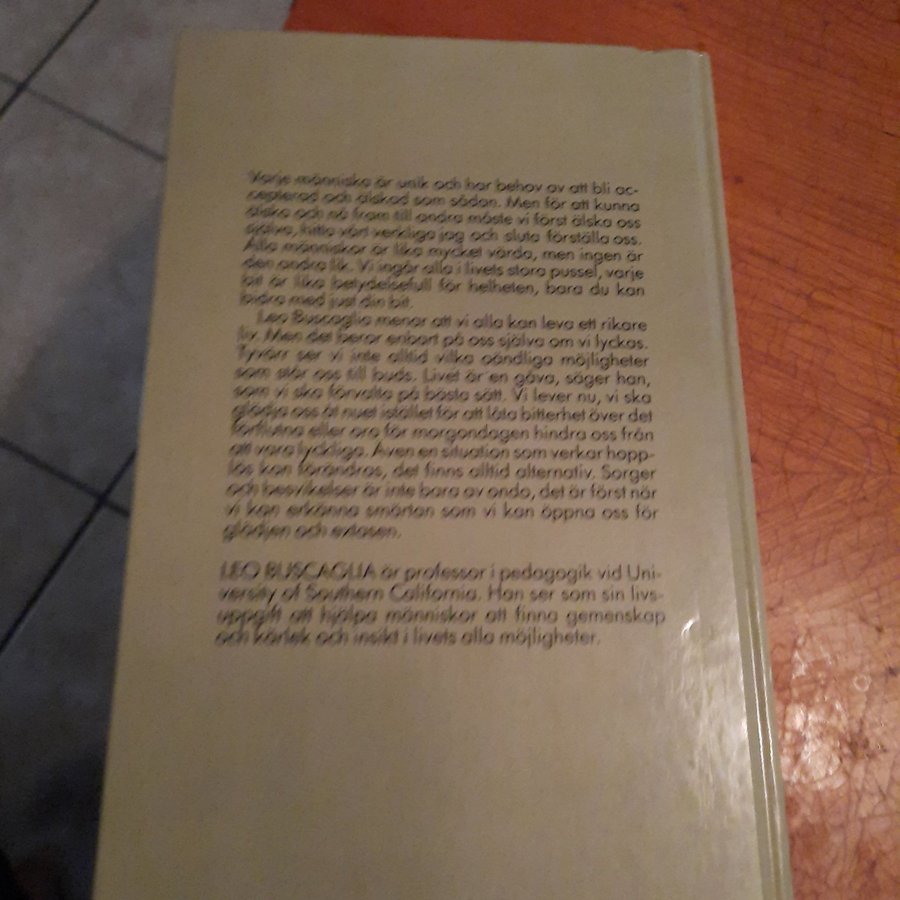 Varje människa är unik och har behov av att bli ac-
cepterad och älskad som sådan. Men för att kunna
älska och nå fram till andra måste vi först älska oss
själva, hitta vårt verkliga jag och sluta förställa oss.
Alla människor är lika mycket värda, men ingen är
den andra lik. Vi ingår alla i livets stora pussel, varje
bit är lika betydelsefull för helheten, bara du kan
bidra med just din bit.
Leo Buscaglia menar att vi alla kan leva ett rikare
liv. Men det beror enbart på oss själva om vi lyckas.
Tyvärr ser vi inte alltid vilka oändliga möjligheter
som står oss till buds. Livet är en gåva, säger han,
som vi ska förvalta på bästa sätt. Vi lever nu, vi ska
glädja oss åt nuet istället för att låta bitterhet över det
förflutna eller oro för morgondagen hindra oss från
att vara lyckliga. Även en situation som verkar hopp-
lös kan förändras, det finns alltid alternativ. Sorger
och besvikelser är inte bara av ondo, det är först när
vi kan erkänna smärtan som vi kan öppna oss för
glädjen och extasen.
LEO BUSCAGLIA är professor i pedagogik vid Uni-
versity of Southern California. Han ser som sin livs-
uppgift att hjälpa människor att finna gemenskap
och kärlek och insikt i livets alla möjligheter.